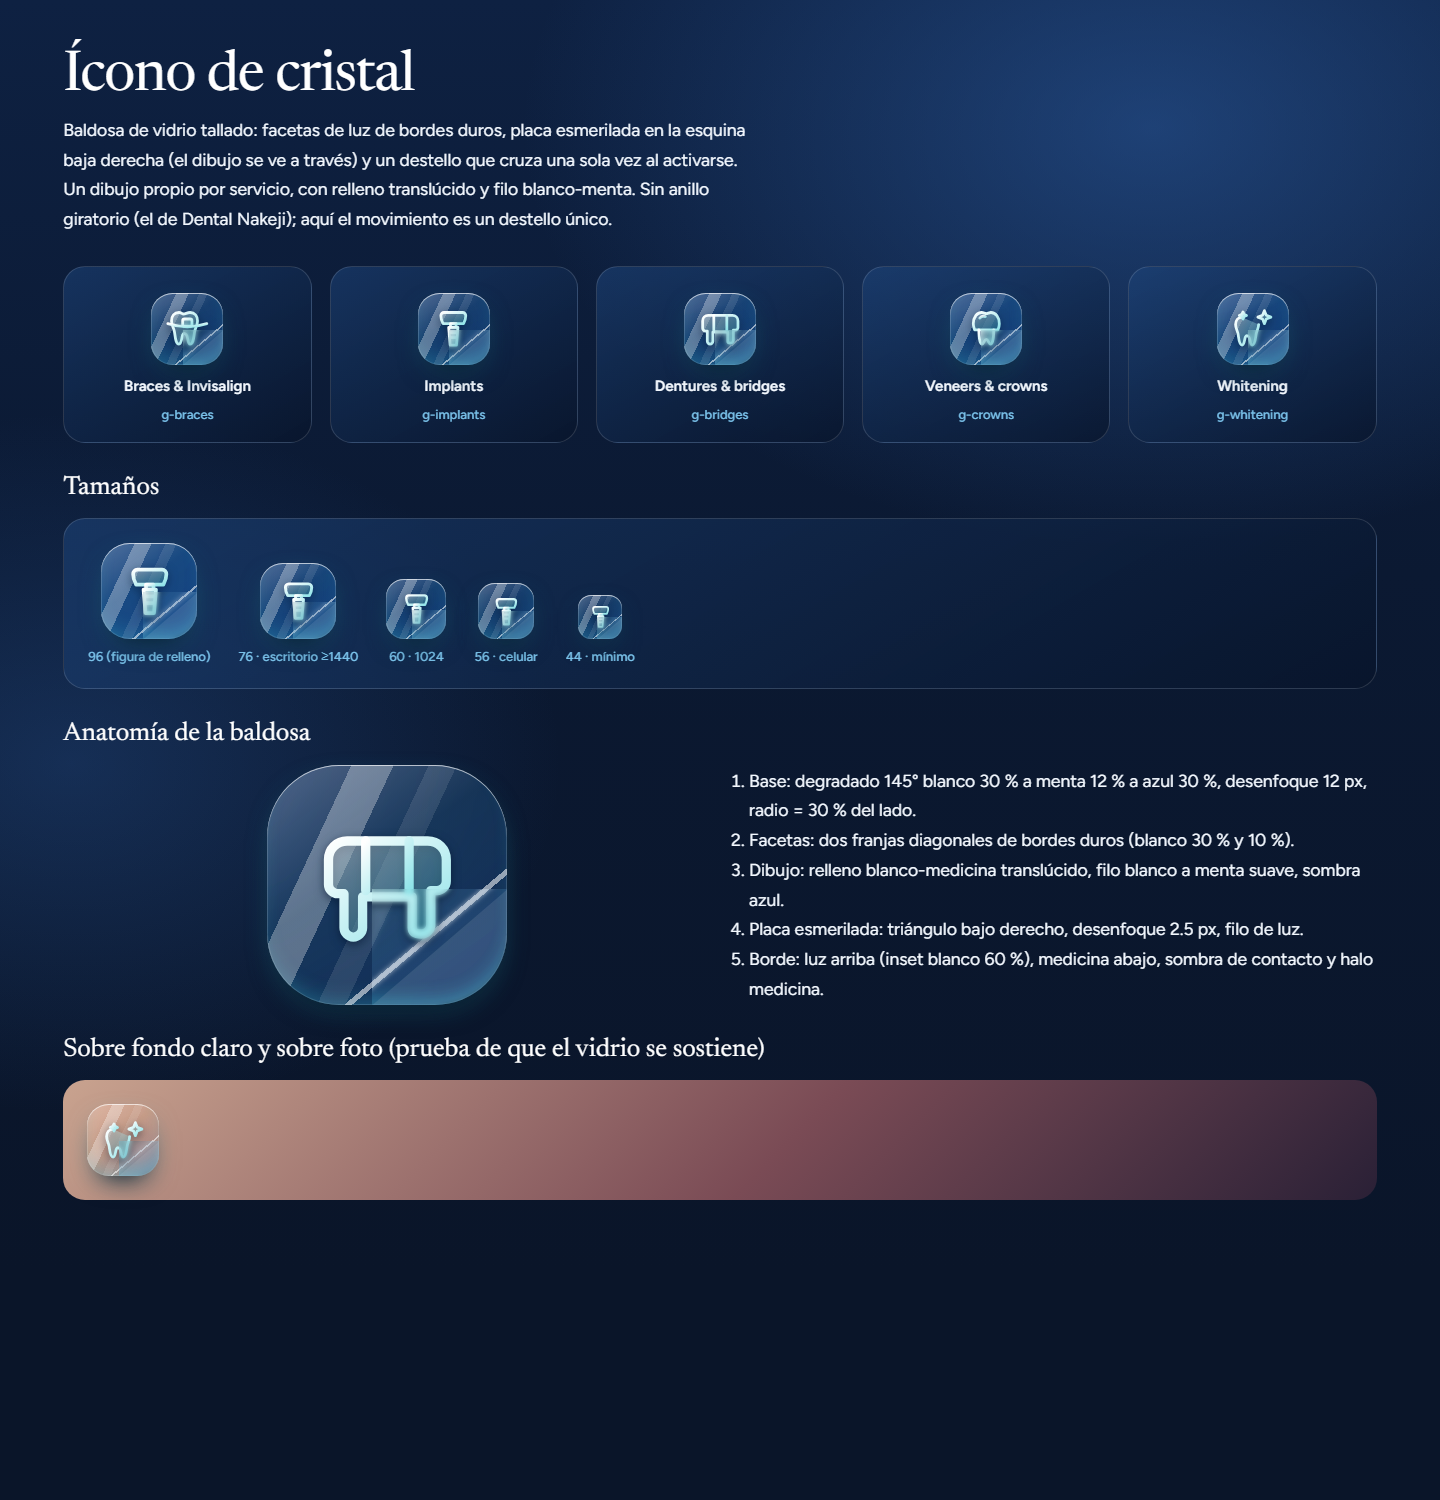 Ícono de cristal
Baldosa de vidrio tallado: facetas de luz de bordes duros, placa esmerilada en la esquina
baja derecha (el dibujo se ve a través) y un destello que cruza una sola vez al activarse.
Un dibujo propio por servicio, con relleno translúcido y filo blanco-menta. Sin anillo
giratorio (el de Dental Nakeji); aquí el movimiento es un destello único.
Braces & Invisalign
g-braces
Implants
g-implants
Dentures & bridges
g-bridges
Veneers & crowns
g-crowns
Whitening
g-whitening
Tamaños
96 (figura de relleno)
76 · escritorio ≥1440
60 · 1024
56 · celular
44 · mínimo
Anatomía de la baldosa
1. Base: degradado 145° blanco 30 % a menta 12 % a azul 30 %, desenfoque 12 px,
radio = 30 % del lado.
2. Facetas: dos franjas diagonales de bordes duros (blanco 30 % y 10 %).
3. Dibujo: relleno blanco-medicina translúcido, filo blanco a menta suave, sombra
azul.
4. Placa esmerilada: triángulo bajo derecho, desenfoque 2.5 px, filo de luz.
5. Borde: luz arriba (inset blanco 60 %), medicina abajo, sombra de contacto y halo
medicina.
Sobre fondo claro y sobre foto (prueba de que el vidrio se sostiene)